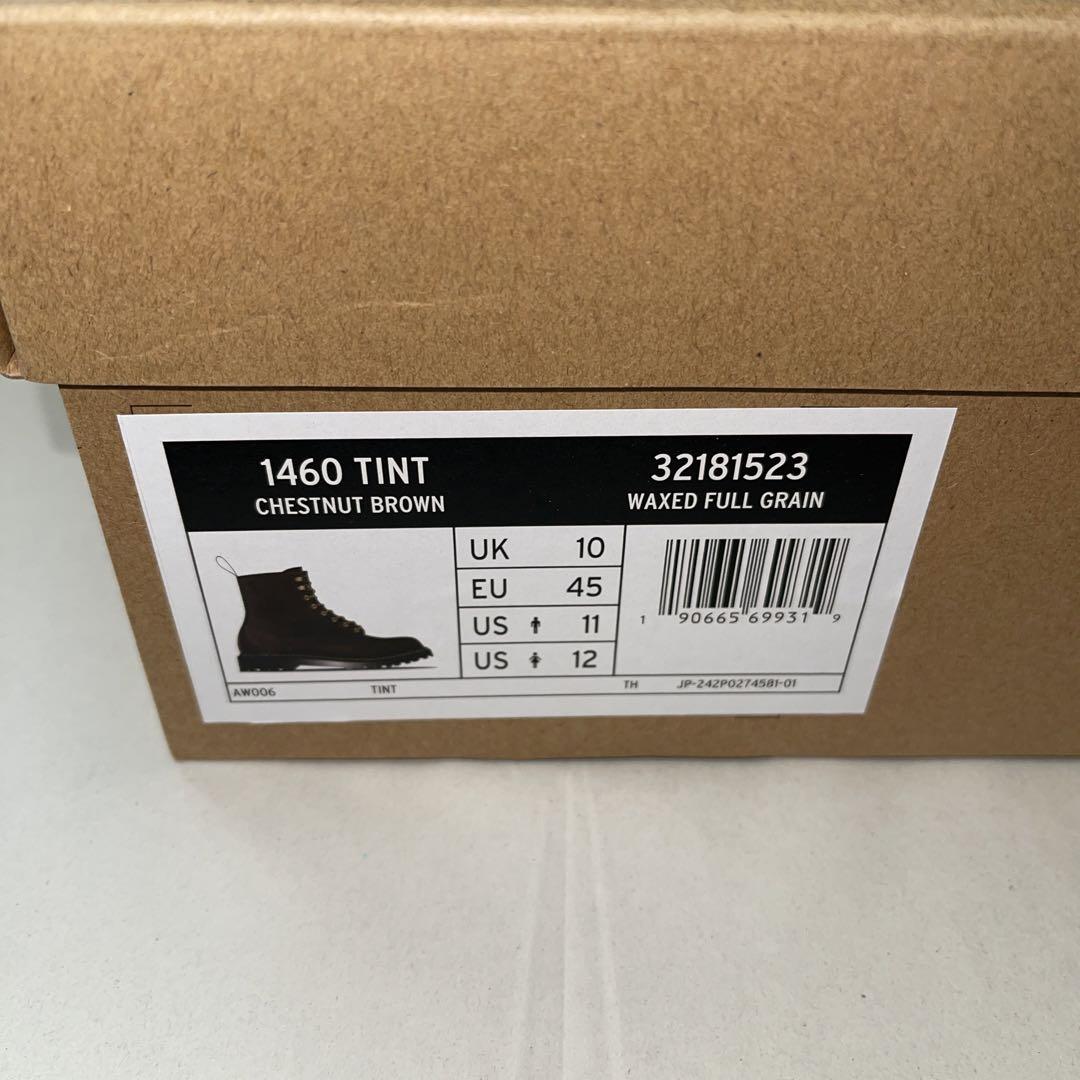 1460 TINT
CHESTNUT BROWN
32181523
WAXED FULL GRAIN
UK 10
EU 45
US 11
US 12
1 90665 69931 9
AW006 TINT TH JP-242P0274581-01